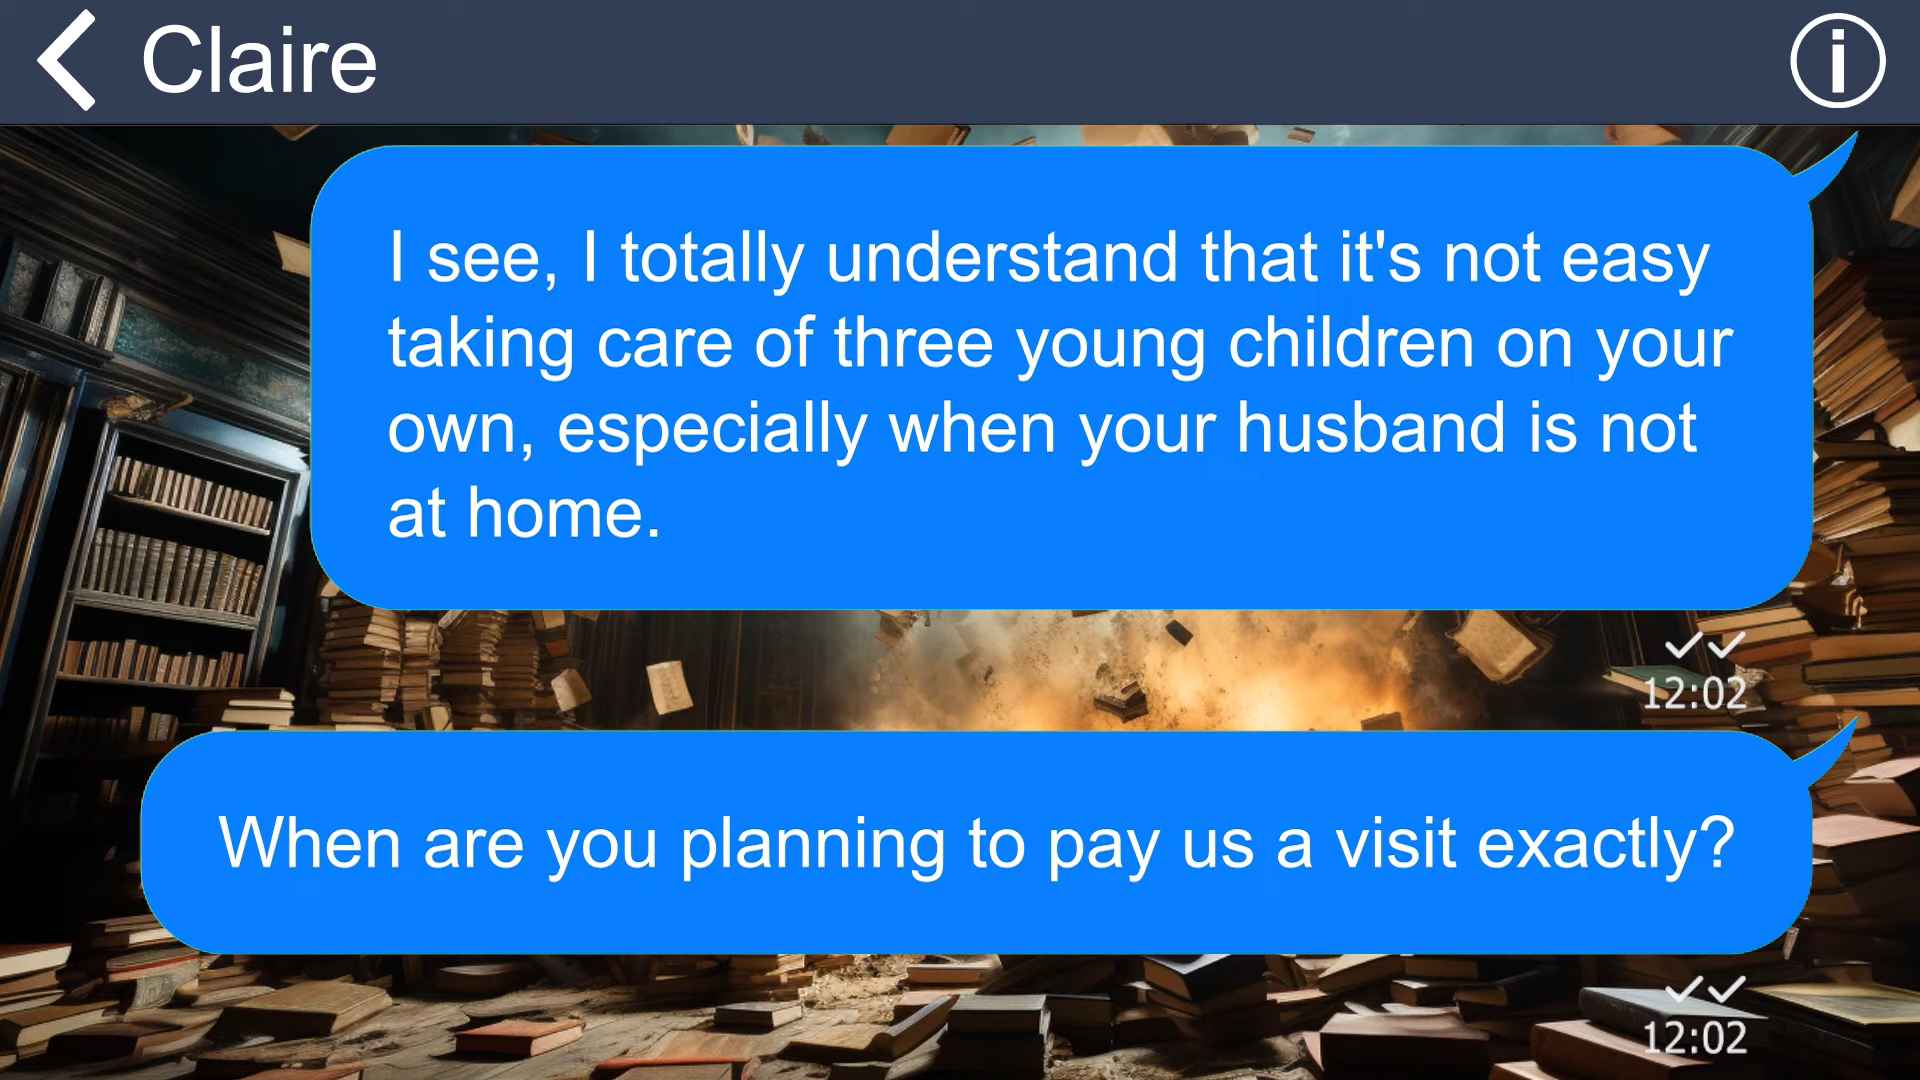 Claire
I see, I totally understand that it's not easy
taking care of three young children on your
own, especially when your husband is not
at home.
12:02
When are you planning to pay us a visit exactly?
12:02